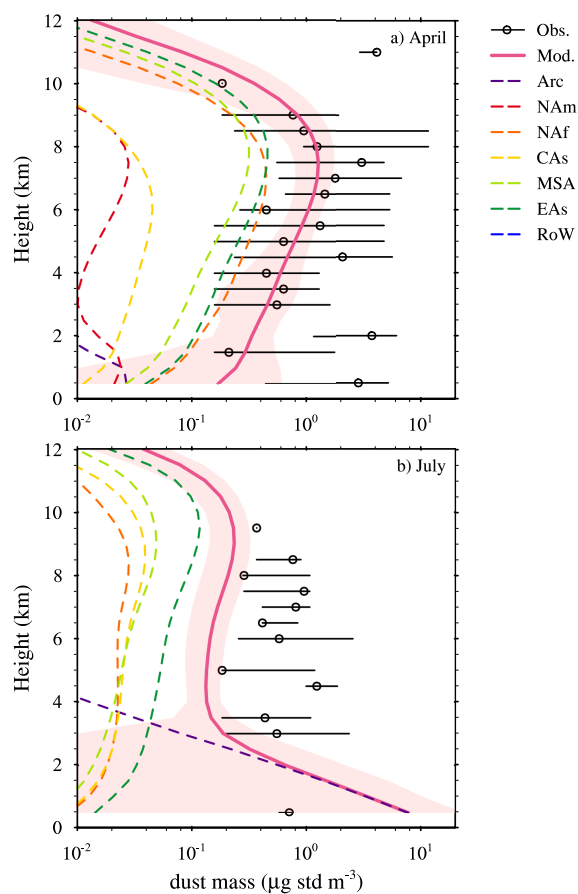 a) April
Height (km)
12
10
8
6
4
2
0
10-2
10-1
100
101
Obs.
Mod.
Arc
NAm
NAf
CAs
MSA
EAs
RoW
b) July
Height (km)
12
10
8
6
4
2
0
10-2
10-1
100
101
dust mass (µg std m-3)